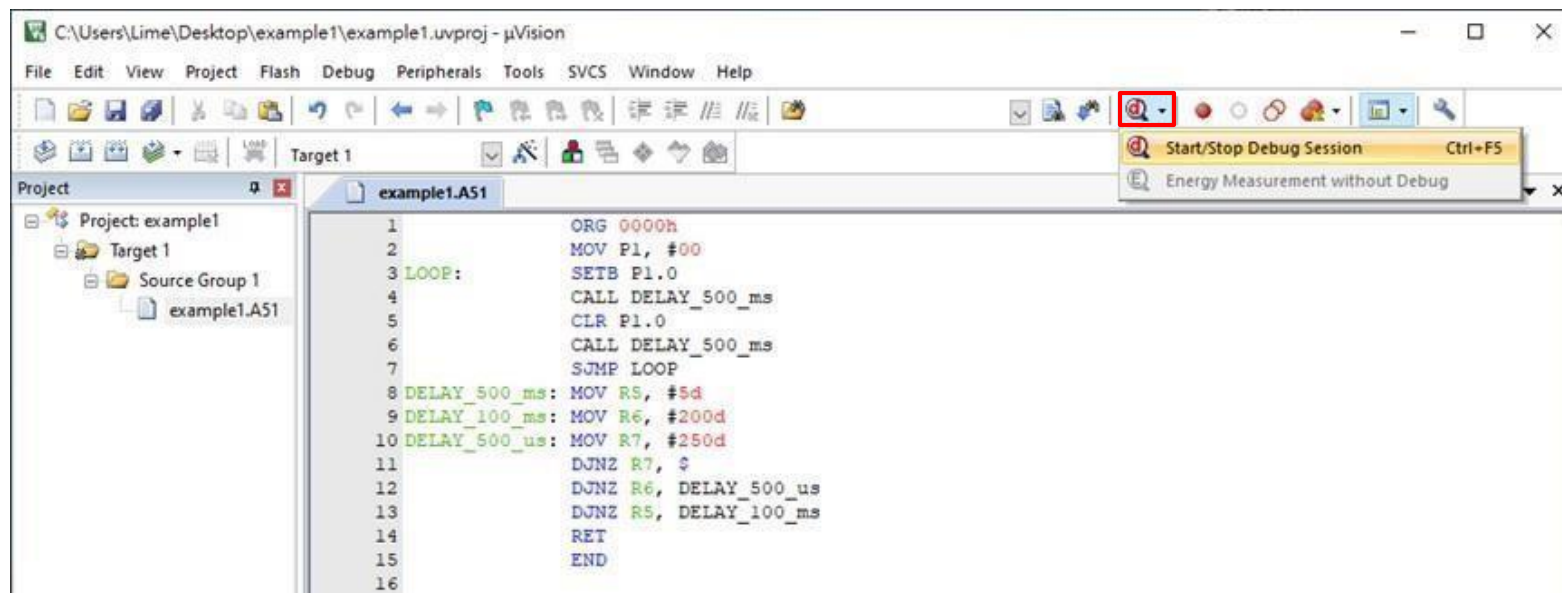 C:\Users\Lime\Desktop\example1\example1.uvproj - µVision
File Edit View Project Flash Debug Peripherals Tools SVCS Window Help
Target 1
Start/Stop Debug Session Ctrl+F5
Energy Measurement without Debug
Project
example1.A51
Project: example1
Target 1
Source Group 1
example1.A51
1 ORG 0000h
2 MOV P1, #00
3 LOOP: SETB P1.0
4 CALL DELAY_500_ms
5 CLR P1.0
6 CALL DELAY_500_ms
7 SJMP LOOP
8 DELAY_500_ms: MOV R5, #5d
9 DELAY_100_ms: MOV R6, #200d
10 DELAY_500_us: MOV R7, #250d
11 DJNZ R7, $
12 DJNZ R6, DELAY_500_us
13 DJNZ R5, DELAY_100_ms
14 RET
15 END
16